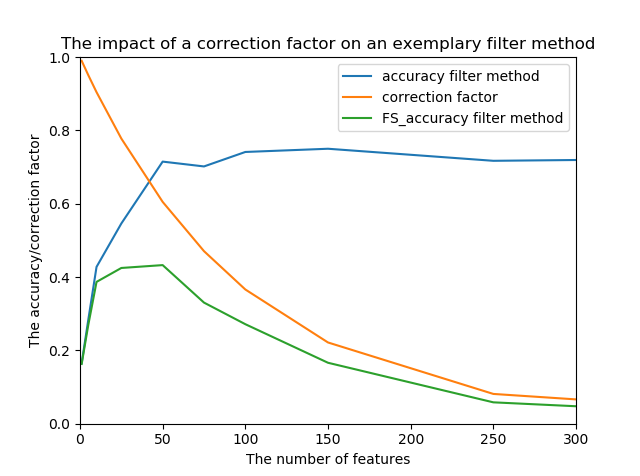 The impact of a correction factor on an exemplary filter method
1.0
0.8
0.6
0.4
0.2
0.0
The accuracy/correction factor
accuracy filter method
correction factor
FS_accuracy filter method
0 50 100 150 200 250 300
The number of features